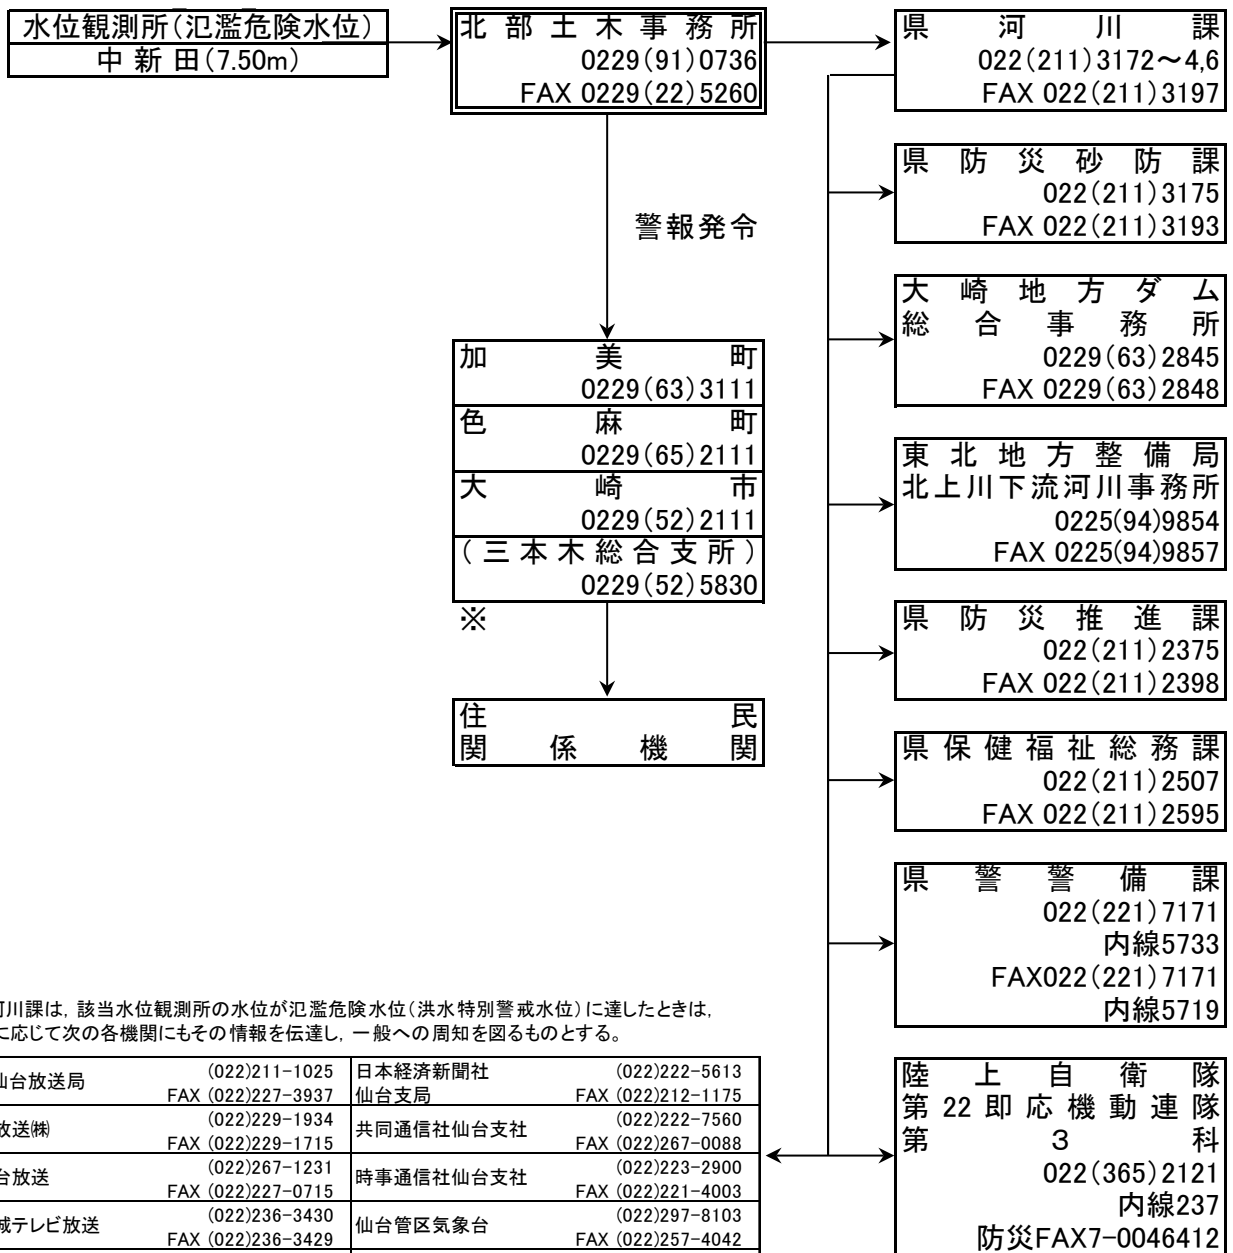 水位観測所(氾濫危険水位)
中新田(7.50m)
北部土木事務所
0229(91)0736
FAX 0229(22)5260
県河川課
022(211)3172～4,6
FAX 022(211)3197
県防災砂防課
022(211)3175
FAX 022(211)3193
警報発令
大崎地方ダム
総合事務所
0229(63)2845
FAX 0229(63)2848
加美町
0229(63)3111
色麻町
0229(65)2111
大崎市
0229(52)2111
(三本木総合支所)
0229(52)5830
※
東北地方整備局
北上川下流河川事務所
0225(94)9854
FAX 0225(94)9857
県防災推進課
022(211)2375
FAX 022(211)2398
住民
関係機関
県保健福祉総務課
022(211)2507
FAX 022(211)2595
県警警備課
022(221)7171
内線5733
FAX022(221)7171
内線5719
河川課は，該当水位観測所の水位が氾濫危険水位(洪水特別警戒水位)に達したときは，
に応じて次の各機関にもその情報を伝達し，一般への周知を図るものとする。
仙台放送局 (022)211-1025
FAX (022)227-3937
日本経済新聞社 (022)222-5613
仙台支局 FAX (022)212-1175
放送㈱ (022)229-1934
FAX (022)229-1715
共同通信社仙台支社 (022)222-7560
FAX (022)267-0088
台放送 (022)267-1231
FAX (022)227-0715
時事通信社仙台支社 (022)223-2900
FAX (022)221-4003
城テレビ放送 (022)236-3430
FAX (022)236-3429
仙台管区気象台 (022)297-8103
FAX (022)257-4042
陸上自衛隊
第22即応機動連隊
第3科
022(365)2121
内線237
防災FAX7-0046412